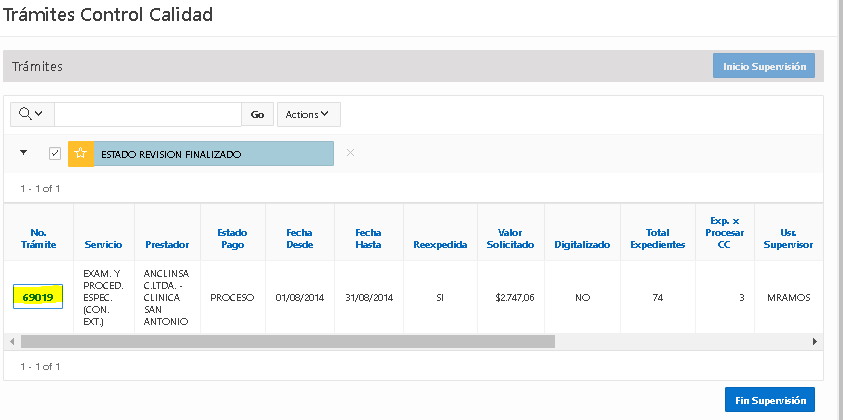 Trámites Control Calidad
Trámites
Inicio Supervisión
Go
Actions
ESTADO REVISION FINALIZADO
1 - 1 of 1
No. Trámite
Servicio
Prestador
Estado Pago
Fecha Desde
Fecha Hasta
Reexpedida
Valor Solicitado
Digitalizado
Total Expedientes
Exp. x Procesar CC
Usr. Supervisor
69019
EXAM. Y
PROCED.
ESPEC.
(CON.
EXT.)
ANCLINSA
C.LTDA. -
CLINICA
SAN
ANTONIO
PROCESO
01/08/2014
31/08/2014
SI
$2.747,06
NO
74
3
MRAMOS
1 - 1 of 1
Fin Supervisión